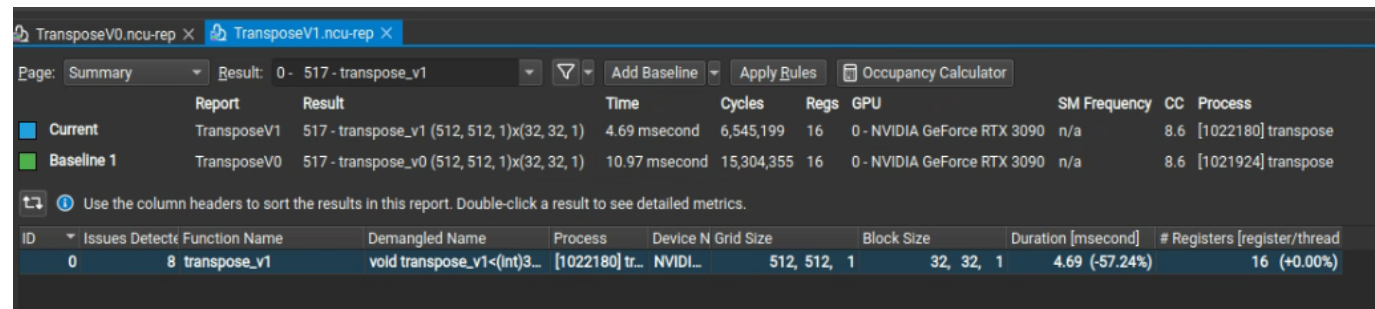 TransposeV0.ncu-rep TransposeV1.ncu-rep
Page: Summary Result: 0 - 517 - transpose_v1 Add Baseline Apply Rules Occupancy Calculator
Report Result Time Cycles Regs GPU SM Frequency CC Process
Current TransposeV1 517 - transpose_v1 (512, 512, 1)x(32, 32, 1) 4.69 msecond 6,545,199 16 0 - NVIDIA GeForce RTX 3090 n/a 8.6 [1022180] transpose
Baseline 1 TransposeV0 517 - transpose_v0 (512, 512, 1)x(32, 32, 1) 10.97 msecond 15,304,355 16 0 - NVIDIA GeForce RTX 3090 n/a 8.6 [1021924] transpose
Use the column headers to sort the results in this report. Double-click a result to see detailed metrics.
ID Issues Detecte Function Name Demangled Name Process Device N Grid Size Block Size Duration [msecond] # Registers [register/thread
0 8 transpose_v1 void transpose_v1<(int)3... [1022180] tr... NVIDI... 512, 512, 1 32, 32, 1 4.69 (-57.24%) 16 (+0.00%)